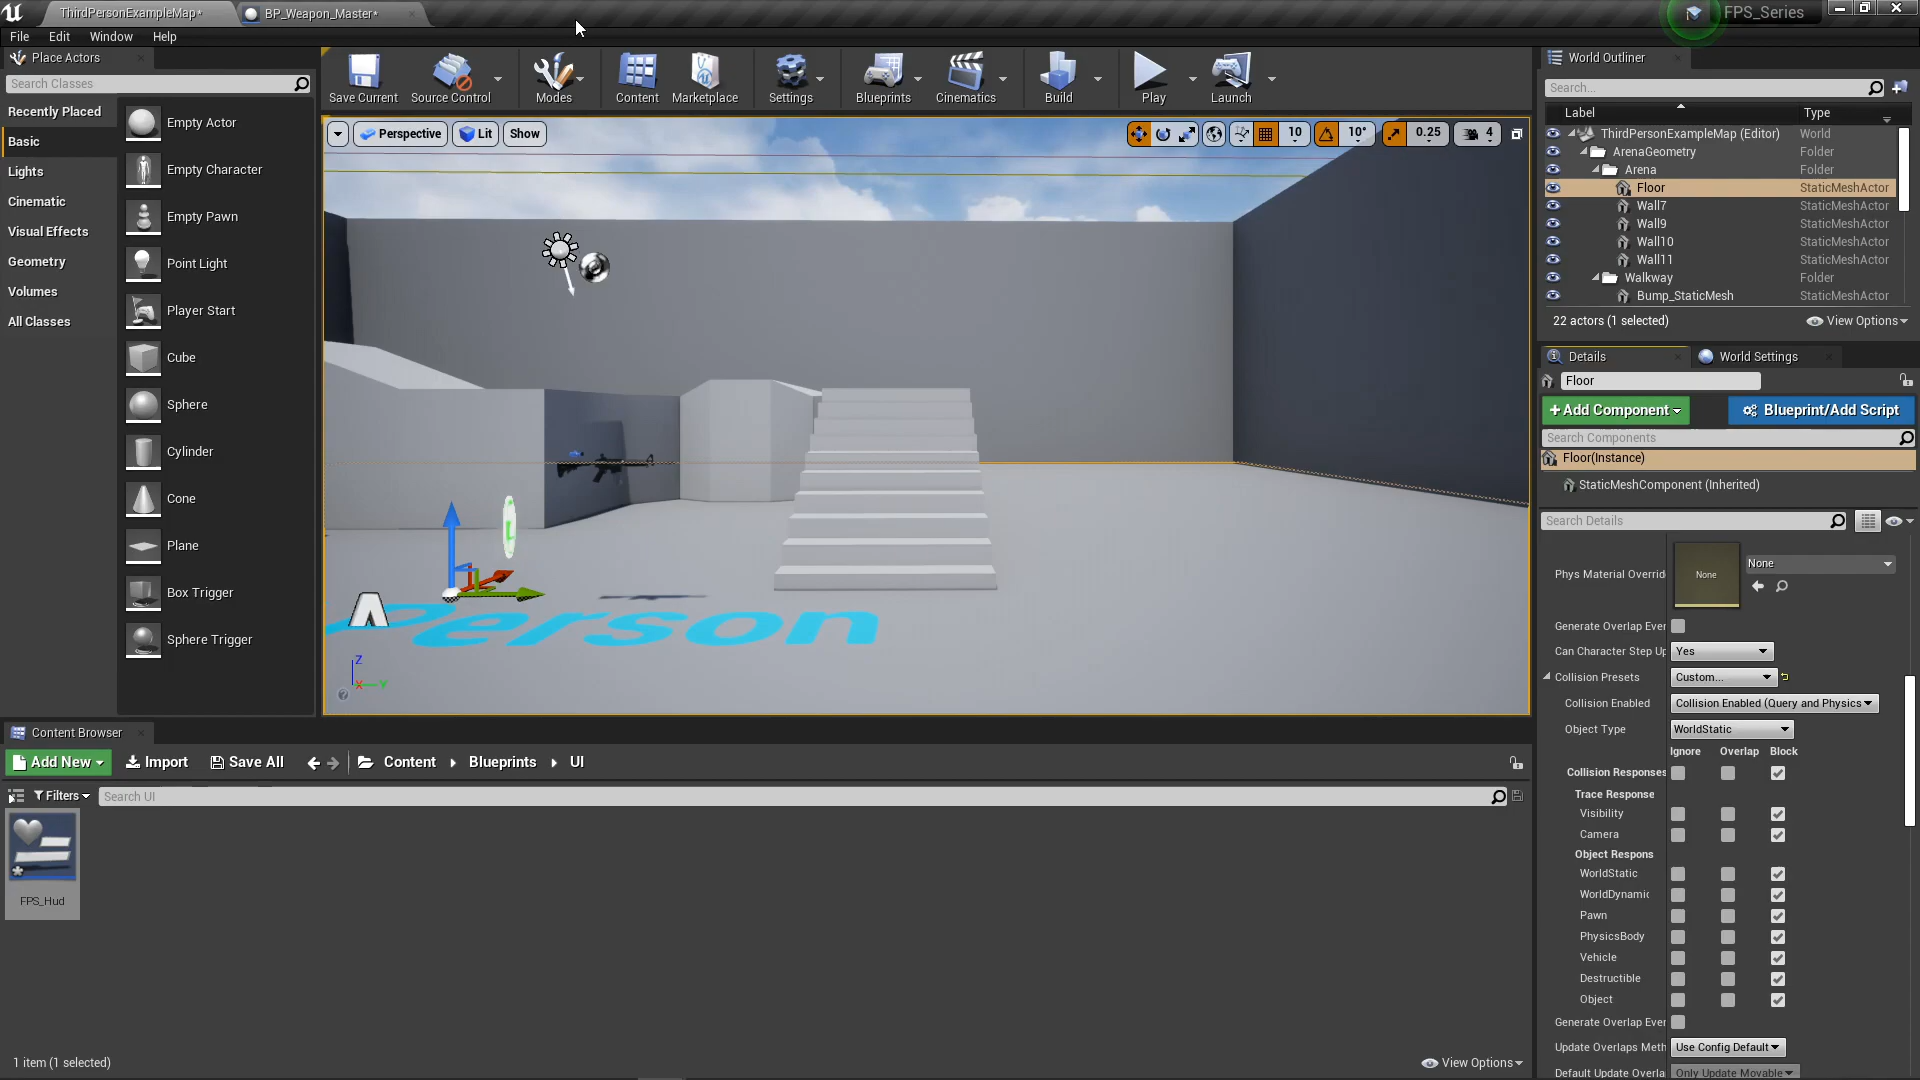 ThirdPersonExampleMap*
BP_Weapon_Master*
FPS_Series
File Edit Window Help
Place Actors
Search Classes
Recently Placed
Basic
Lights
Cinematic
Visual Effects
Geometry
Volumes
All Classes
Empty Actor
Empty Character
Empty Pawn
Point Light
Player Start
Cube
Sphere
Cylinder
Cone
Plane
Box Trigger
Sphere Trigger
Save Current
Source Control
Modes
Content
Marketplace
Settings
Blueprints
Cinematics
Build
Play
Launch
Perspective
Lit
Show
10
10°
0.25
4
Person
Z
X
Y
World Outliner
Search...
Label Type
ThirdPersonExampleMap (Editor) World
ArenaGeometry Folder
Arena Folder
Floor StaticMeshActor
Wall7 StaticMeshActor
Wall9 StaticMeshActor
Wall10 StaticMeshActor
Wall11 StaticMeshActor
Walkway Folder
Bump_StaticMesh StaticMeshActor
22 actors (1 selected)
View Options
Details
World Settings
Floor
+Add Component
Blueprint/Add Script
Search Components
Floor(Instance)
StaticMeshComponent (Inherited)
Search Details
Phys Material Overrid
None
None
Generate Overlap Ever
Can Character Step Up Yes
Collision Presets Custom...
Collision Enabled Collision Enabled (Query and Physics
Object Type WorldStatic
Ignore Overlap Block
Collision Responses
Trace Response
Visibility
Camera
Object Respons
WorldStatic
WorldDynamic
Pawn
PhysicsBody
Vehicle
Destructible
Object
Generate Overlap Ever
Update Overlaps Meth Use Config Default
Default Update Overla Only Update Movable
Content Browser
Add New
Import
Save All
Content
Blueprints
UI
Filters
Search UI
FPS_Hud
1 item (1 selected)
View Options